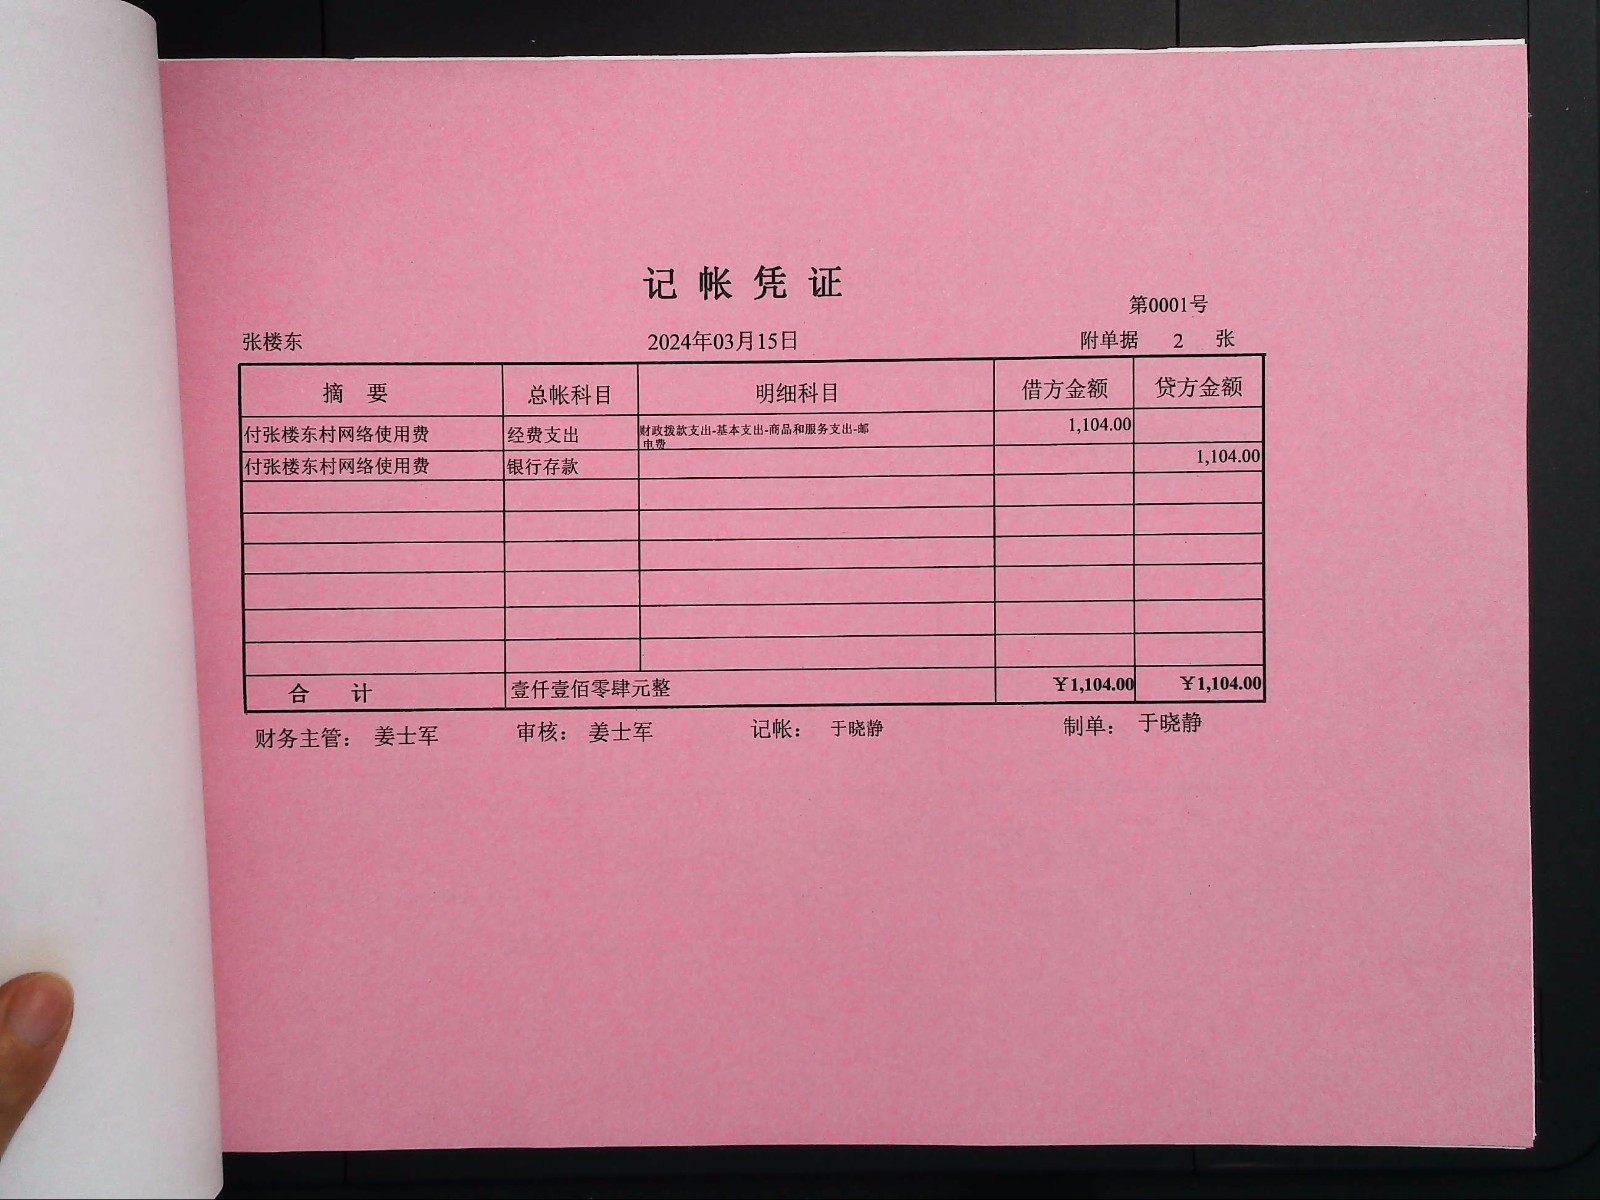 记 帐 凭 证
第0001号
张楼东 2024年03月15日 附单据 2 张
摘 要 总帐科目 明细科目 借方金额 贷方金额
付张楼东村网络使用费 经费支出 财政拨款支出-基本支出-商品和服务支出-邮 1,104.00
电费
付张楼东村网络使用费 银行存款 1,104.00
合 计 壹仟壹佰零肆元整 ￥1,104.00 ￥1,104.00
财务主管： 姜士军 审核： 姜士军 记帐： 于晓静 制单： 于晓静